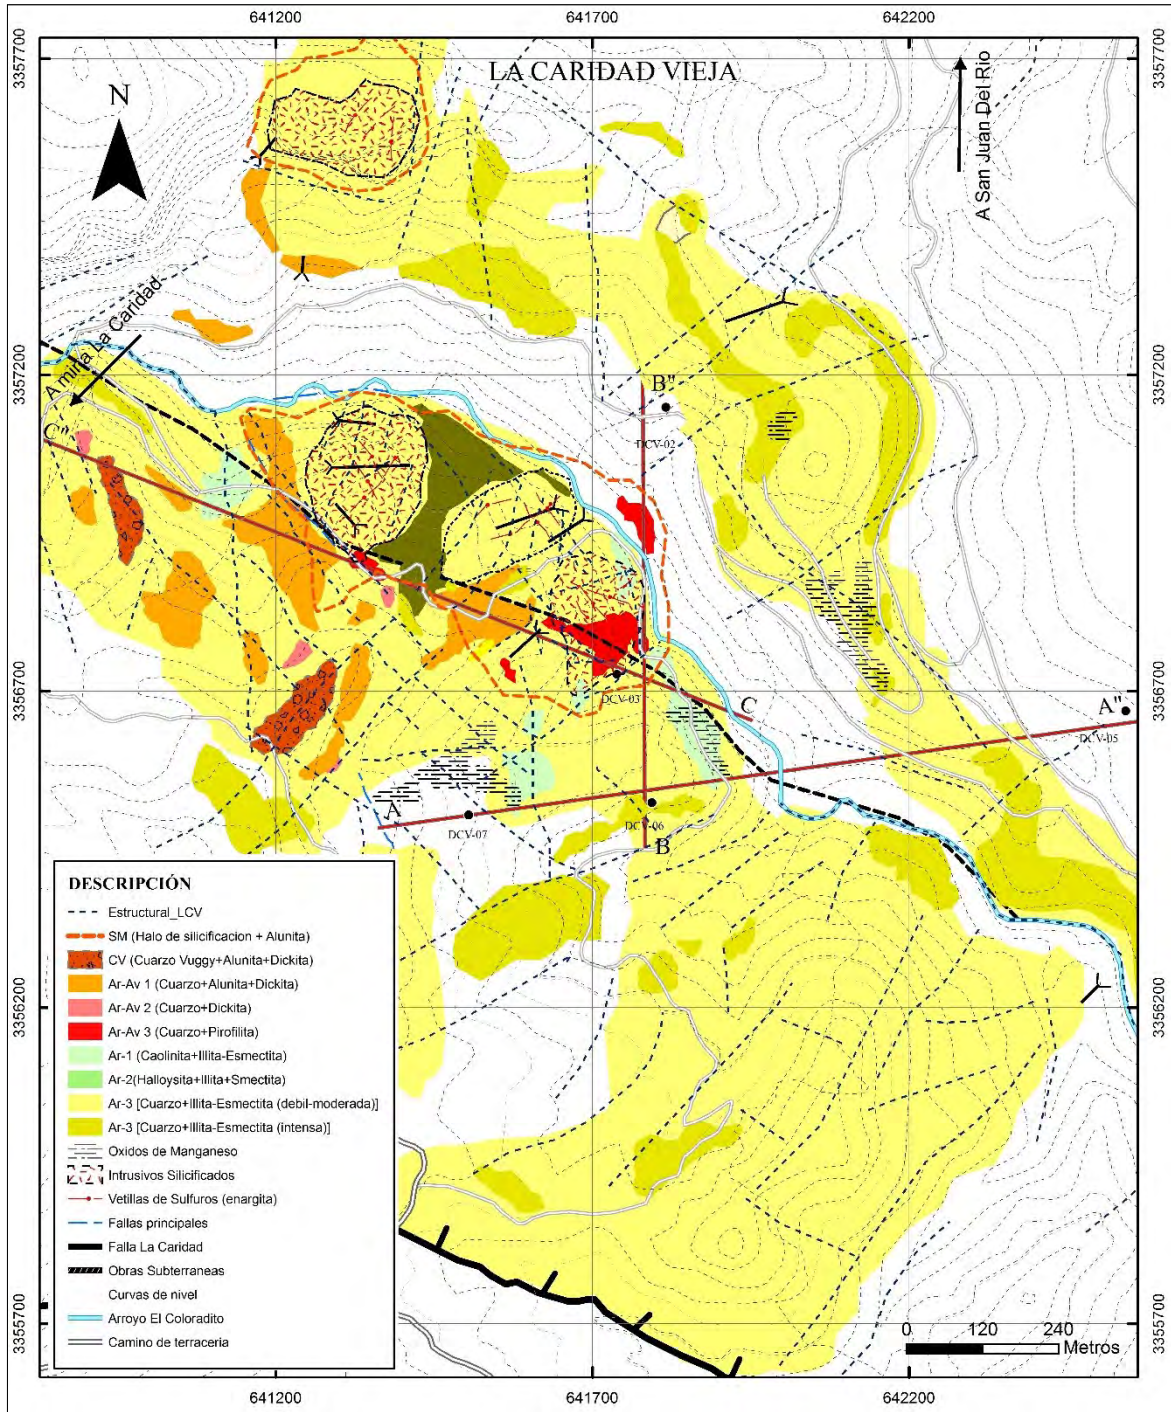 641200
641700
642200
3357700
3357700
LA CARIDAD VIEJA
N
A San Juan Del Rio
A mina La Caridad
3357200
3357200
B"
DCV-02
C"
3356700
3356700
DCV-03
C
A"
DCV-05
A
DCV-07
DCV-06
B
DESCRIPCIÓN
Estructural_LCV
SM (Halo de silicificacion + Alunita)
CV (Cuarzo Vuggy+Alunita+Dickita)
Ar-Av 1 (Cuarzo+Alunita+Dickita)
Ar-Av 2 (Cuarzo+Dickita)
Ar-Av 3 (Cuarzo+Pirofilita)
Ar-1 (Caolinita+Illita-Esmectita)
Ar-2(Halloysita+Illita+Smectita)
Ar-3 [Cuarzo+Illita-Esmectita (debil-moderada)]
Ar-3 [Cuarzo+Illita-Esmectita (intensa)]
Oxidos de Manganeso
Intrusivos Silicificados
Vetillas de Sulfuros (enargita)
Fallas principales
Falla La Caridad
Obras Subterraneas
Curvas de nivel
Arroyo El Coloradito
Camino de terraceria
3356200
3356200
3355700
3355700
0 120 240
Metros
641200
641700
642200